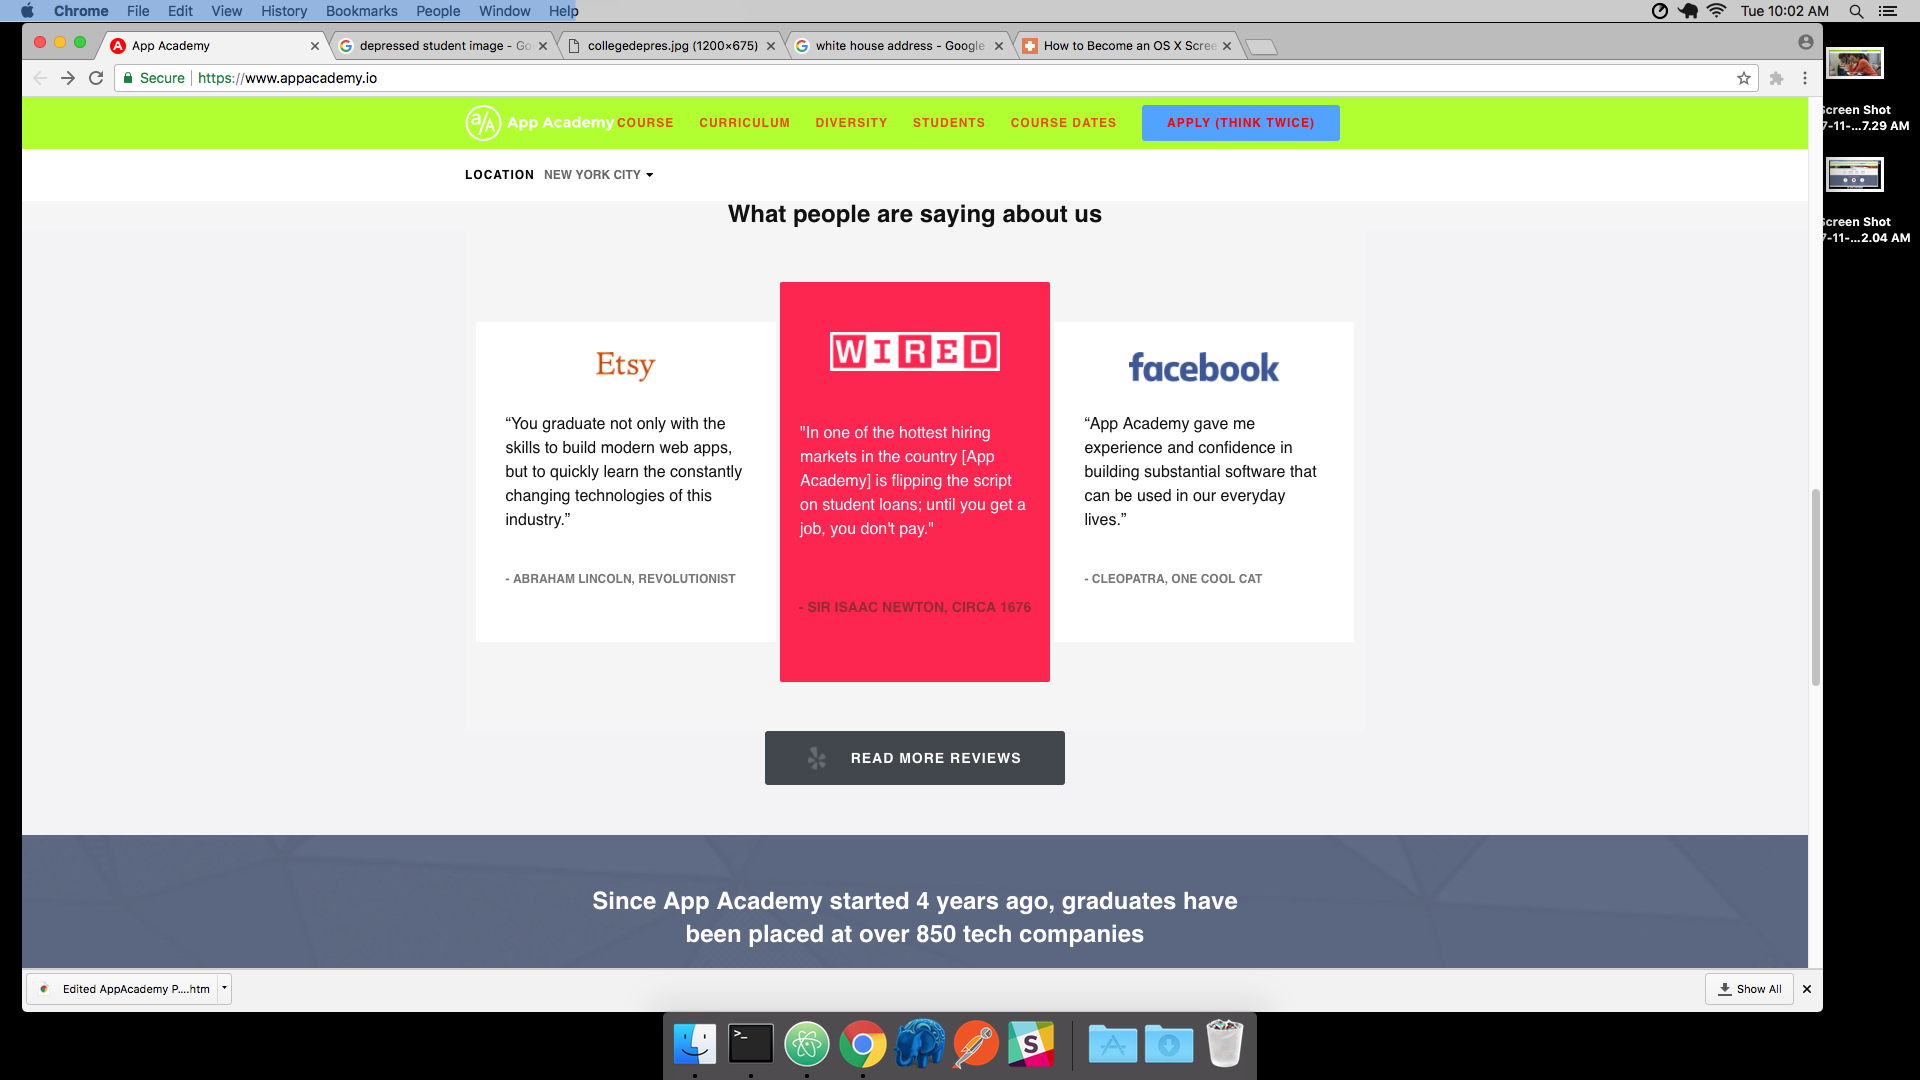 Chrome File Edit View History Bookmarks People Window Help
Tue 10:02 AM
App Academy
depressed student image - Go
collegedepres.jpg (1200×675)
white house address - Google
How to Become an OS X Scree
Secure https://www.appacademy.io
a/A App Academy COURSE CURRICULUM DIVERSITY STUDENTS COURSE DATES APPLY (THINK TWICE)
LOCATION NEW YORK CITY
Screen Shot
7-11-...7.29 AM
Screen Shot
7-11-...2.04 AM
What people are saying about us
Etsy
“You graduate not only with the
skills to build modern web apps,
but to quickly learn the constantly
changing technologies of this
industry.”
- ABRAHAM LINCOLN, REVOLUTIONIST
WIRED
"In one of the hottest hiring
markets in the country [App
Academy] is flipping the script
on student loans; until you get a
job, you don't pay."
- SIR ISAAC NEWTON, CIRCA 1676
facebook
“App Academy gave me
experience and confidence in
building substantial software that
can be used in our everyday
lives.”
- CLEOPATRA, ONE COOL CAT
READ MORE REVIEWS
Since App Academy started 4 years ago, graduates have
been placed at over 850 tech companies
Edited AppAcademy P....htm
Show All